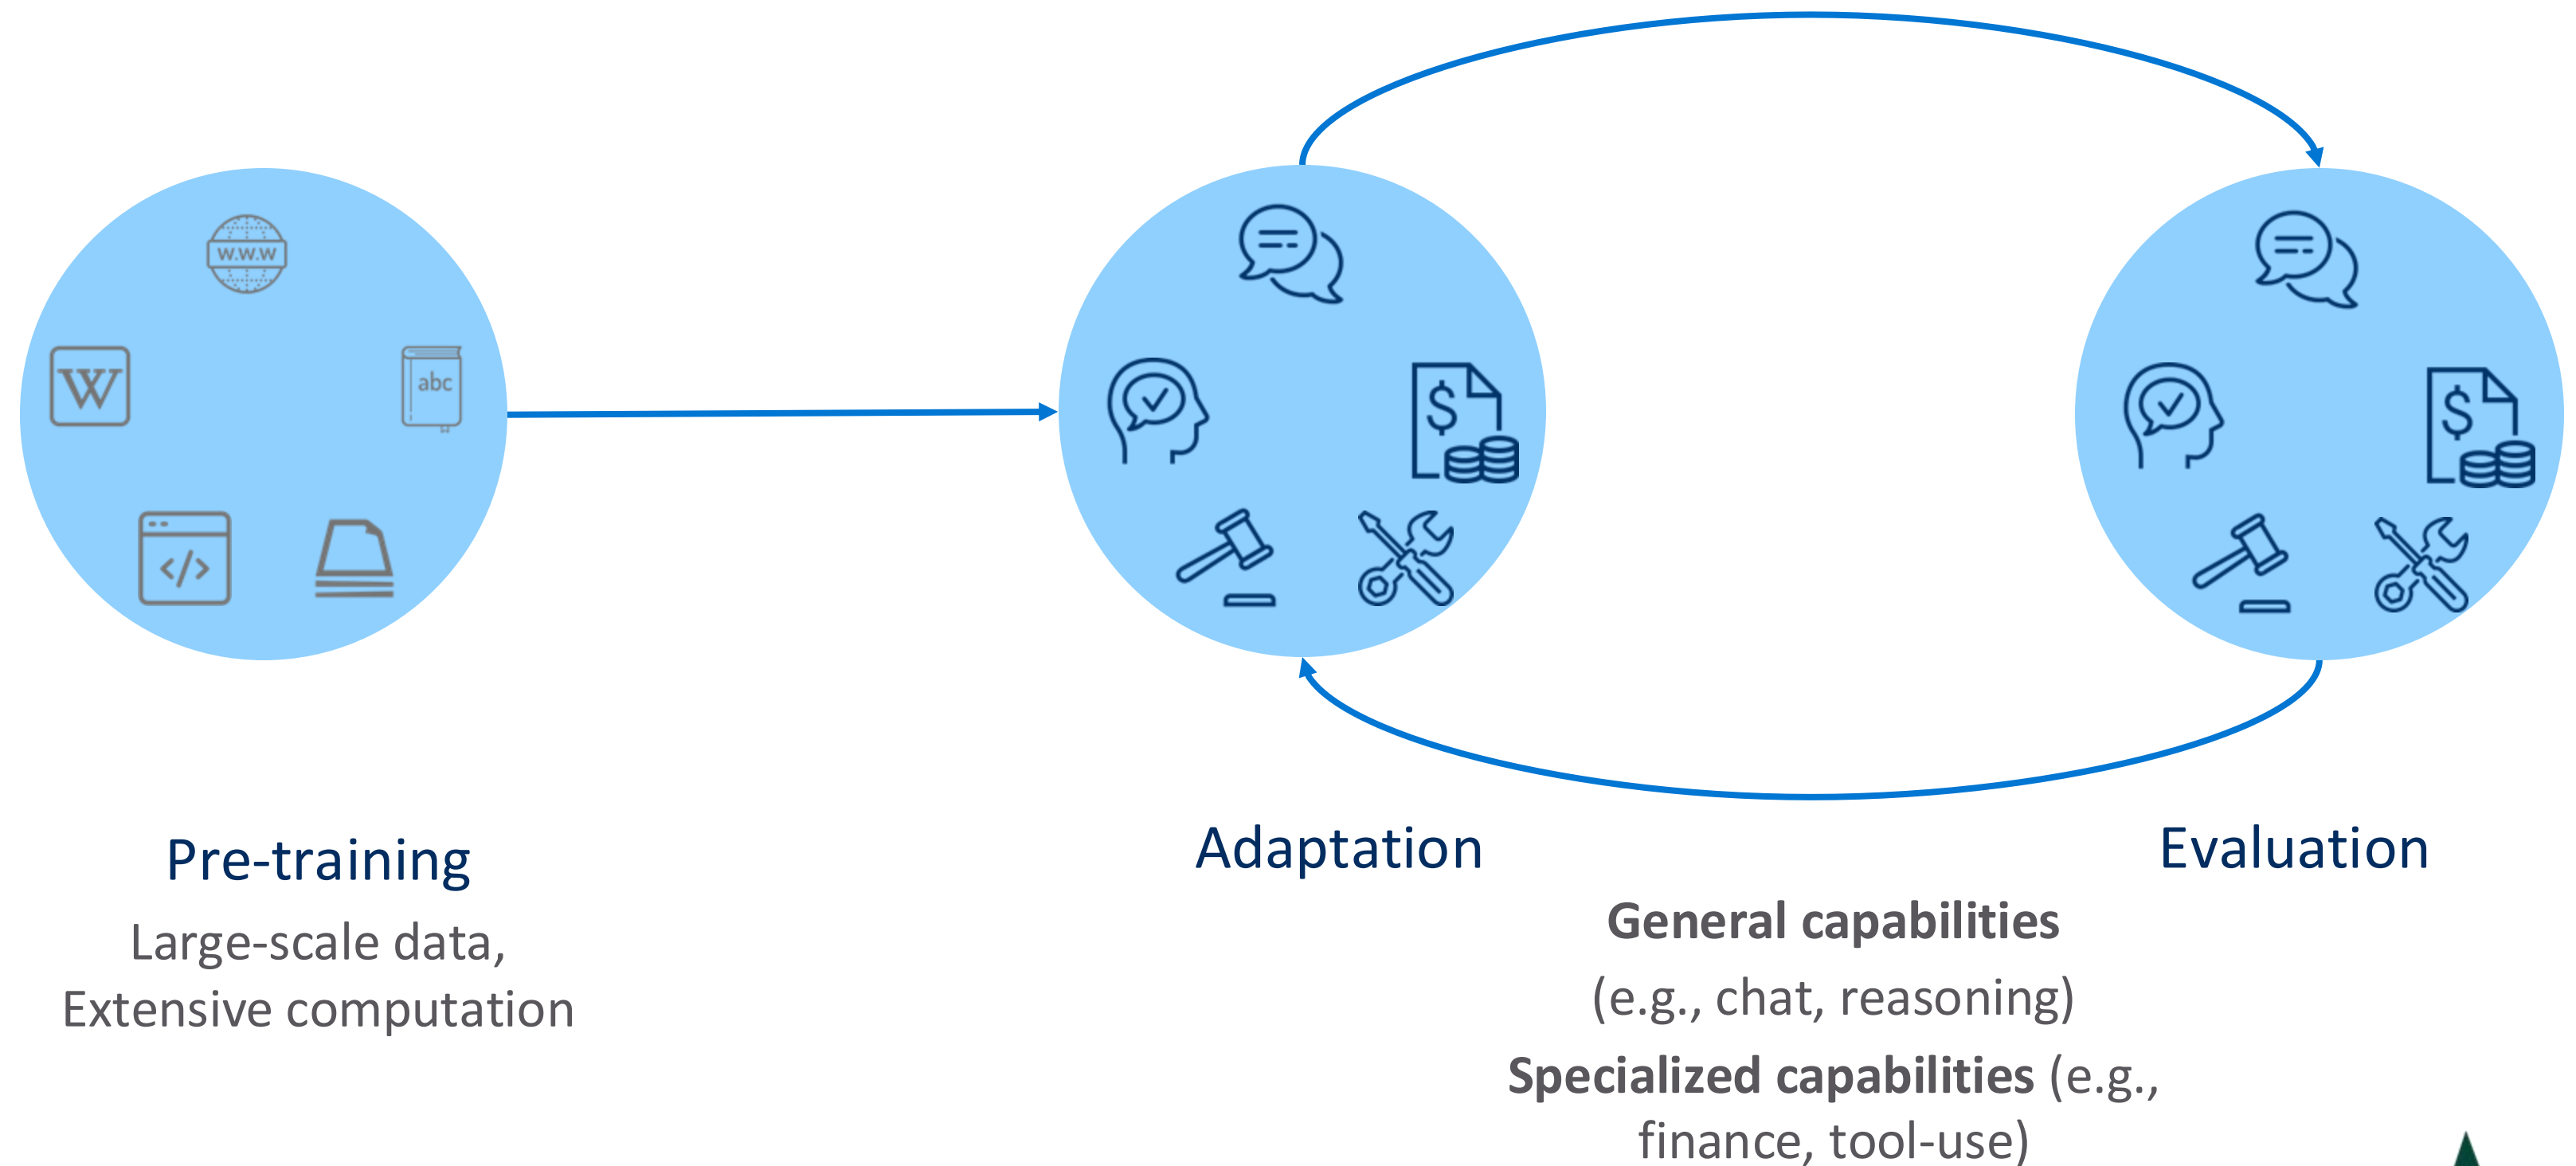 W.W.W
W
abc
</>
$
$
Pre-training
Large-scale data,
Extensive computation
Adaptation
Evaluation
General capabilities
(e.g., chat, reasoning)
Specialized capabilities (e.g.,
finance, tool-use)